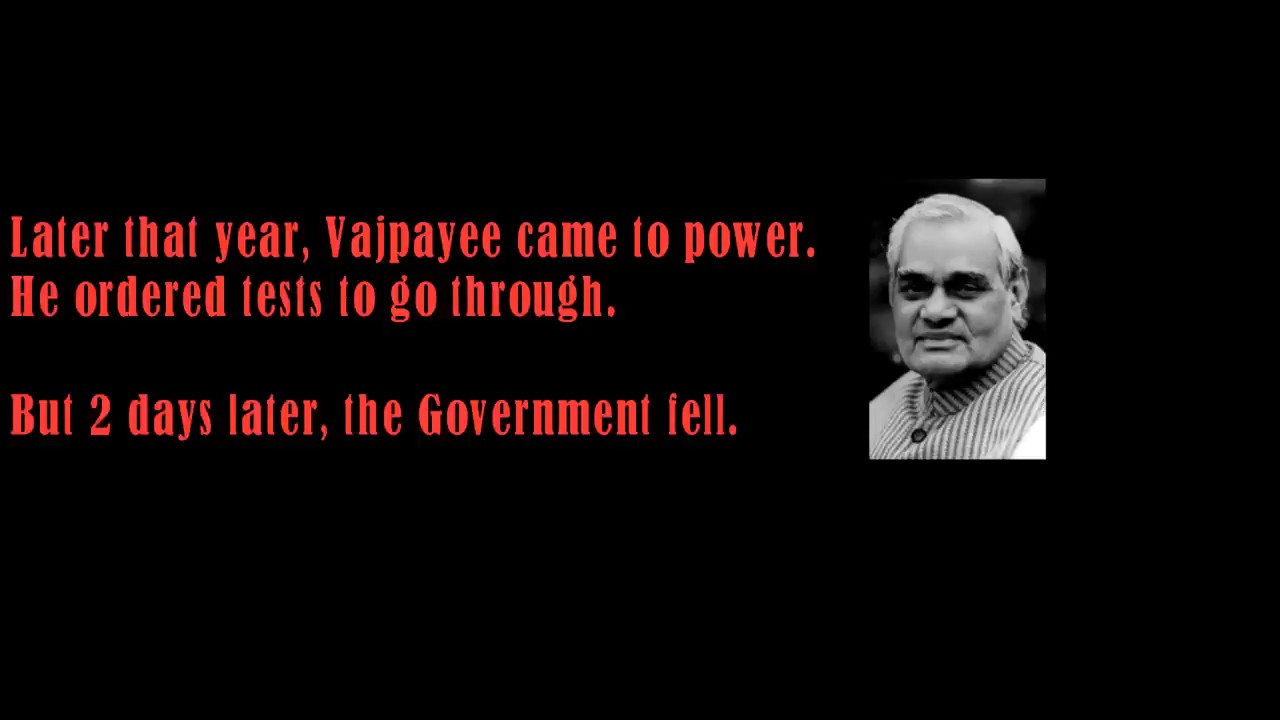 Later that year, Vajpayee came to power.
He ordered tests to go through.
But 2 days later, the Government fell.